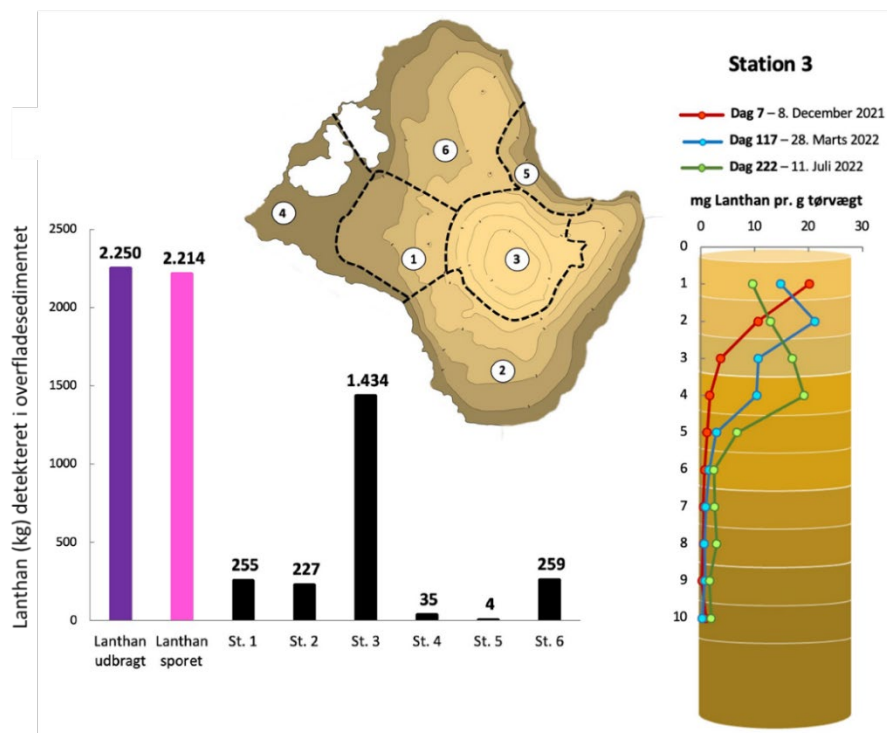 Station 3
Dag 7 – 8. December 2021
Dag 117 – 28. Marts 2022
Dag 222 – 11. Juli 2022
mg Lanthan pr. g tørvægt
0 10 20 30
0
1
2
3
4
5
6
7
8
9
10
6
5
4
1
3
2
Lanthan (kg) detekteret i overfladesedimentet
2500
2000
1500
1000
500
0
2.250
2.214
255
227
1.434
35
4
259
Lanthan udbragt
Lanthan sporet
St. 1
St. 2
St. 3
St. 4
St. 5
St. 6